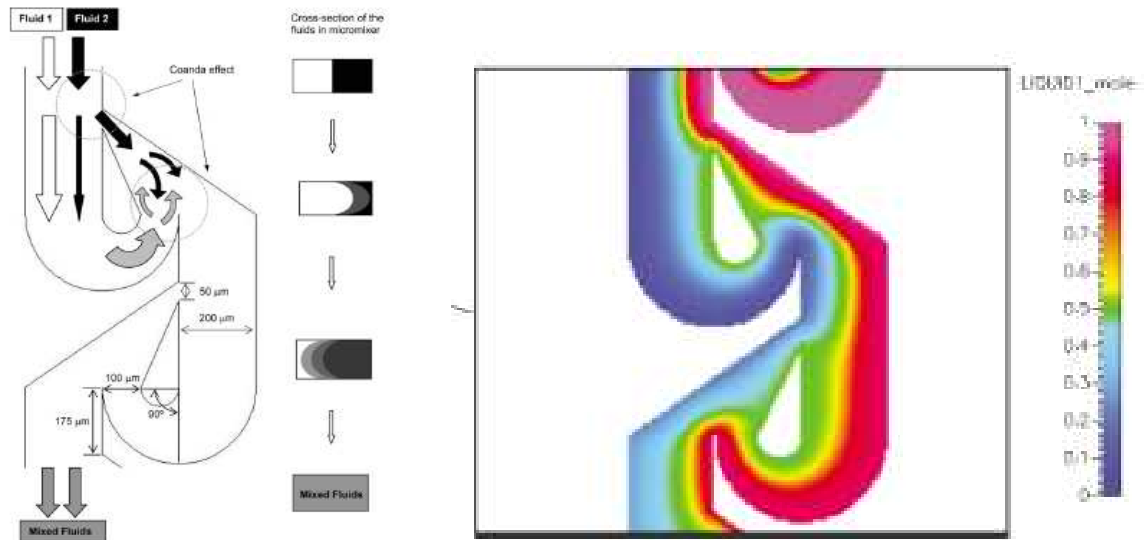 Fluid 1
Fluid 2
Cross-section of the
fluids in micromixer
Coanda effect
50 µm
200 µm
100 µm
90º
175 µm
Mixed Fluids
Mixed Fluids
LIQUID1_mole
1
0.9
0.8
0.7
0.6
0.5
0.4
0.3
0.2
0.1
0